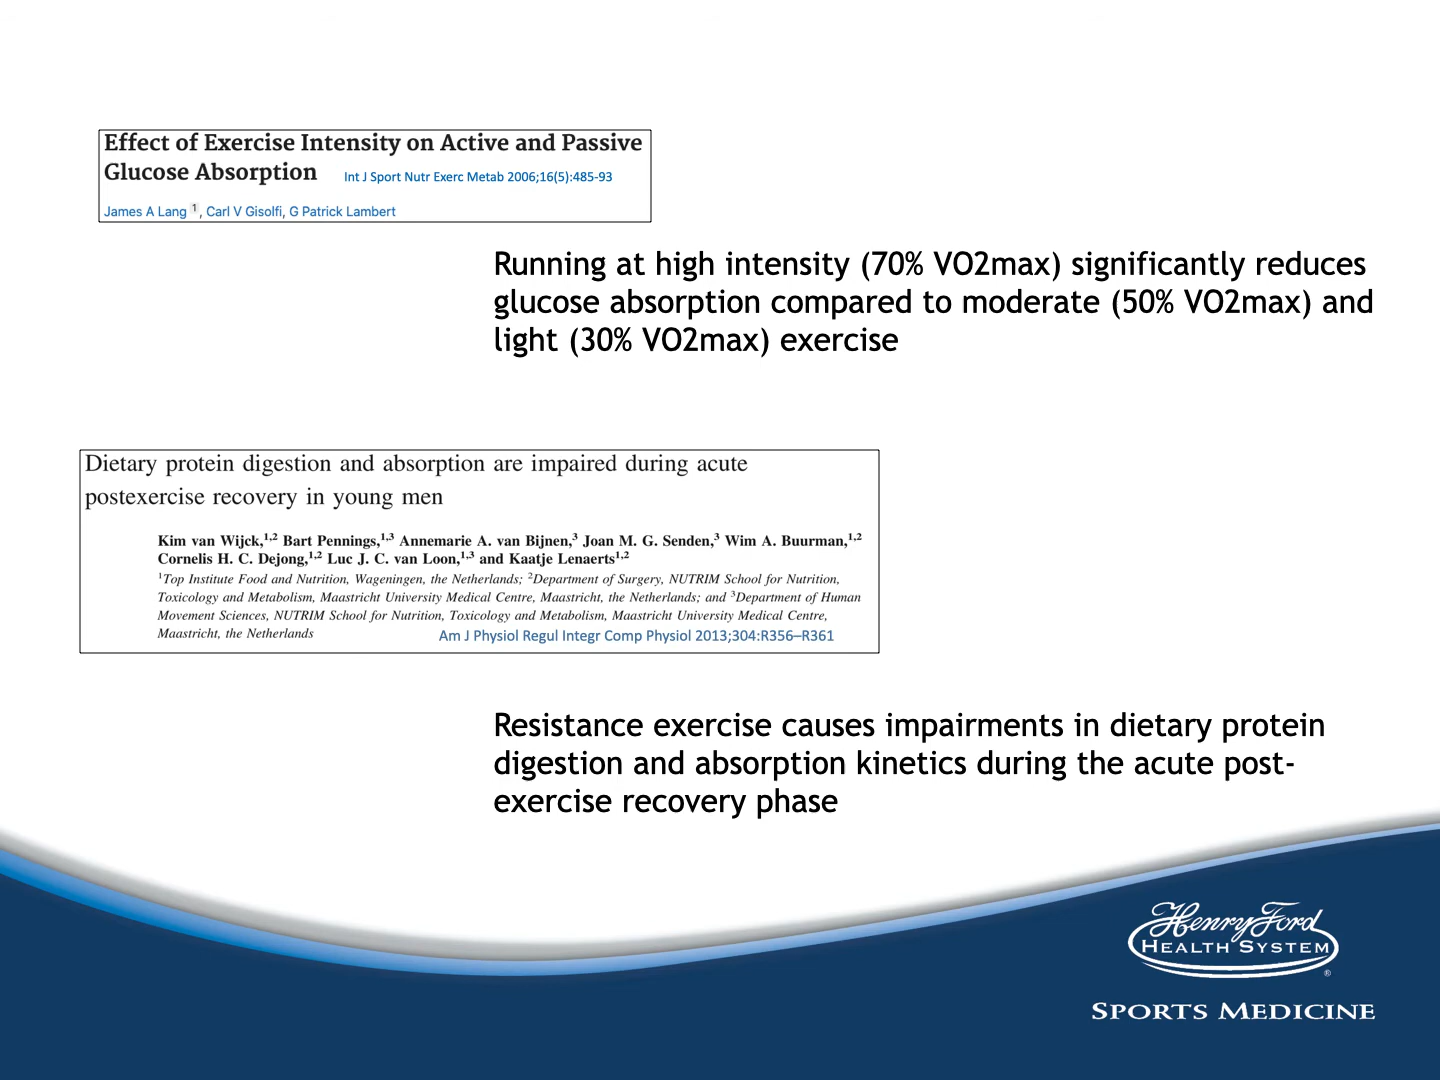 Effect of Exercise Intensity on Active and Passive
Glucose Absorption Int J Sport Nutr Exerc Metab 2006;16(5):485-93
James A Lang 1, Carl V Gisolfi, G Patrick Lambert
Running at high intensity (70% VO2max) significantly reduces
glucose absorption compared to moderate (50% VO2max) and
light (30% VO2max) exercise
Dietary protein digestion and absorption are impaired during acute
postexercise recovery in young men
Kim van Wijck,1,2 Bart Pennings,1,3 Annemarie A. van Bijnen,3 Joan M. G. Senden,3 Wim A. Buurman,1,2
Cornelis H. C. Dejong,1,2 Luc J. C. van Loon,1,3 and Kaatje Lenaerts1,2
1Top Institute Food and Nutrition, Wageningen, the Netherlands; 2Department of Surgery, NUTRIM School for Nutrition,
Toxicology and Metabolism, Maastricht University Medical Centre, Maastricht, the Netherlands; and 3Department of Human
Movement Sciences, NUTRIM School for Nutrition, Toxicology and Metabolism, Maastricht University Medical Centre,
Maastricht, the Netherlands Am J Physiol Regul Integr Comp Physiol 2013;304:R356–R361
Resistance exercise causes impairments in dietary protein
digestion and absorption kinetics during the acute post-
exercise recovery phase
Henry Ford
HEALTH SYSTEM
®
SPORTS MEDICINE